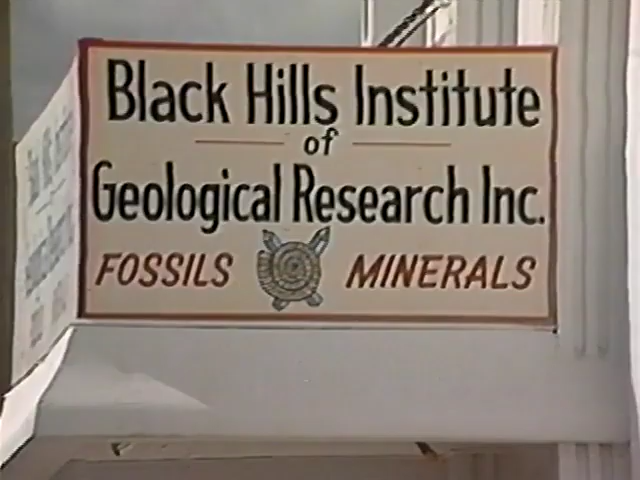 Black Hills Institute
of
Geological Research Inc.
FOSSILS MINERALS